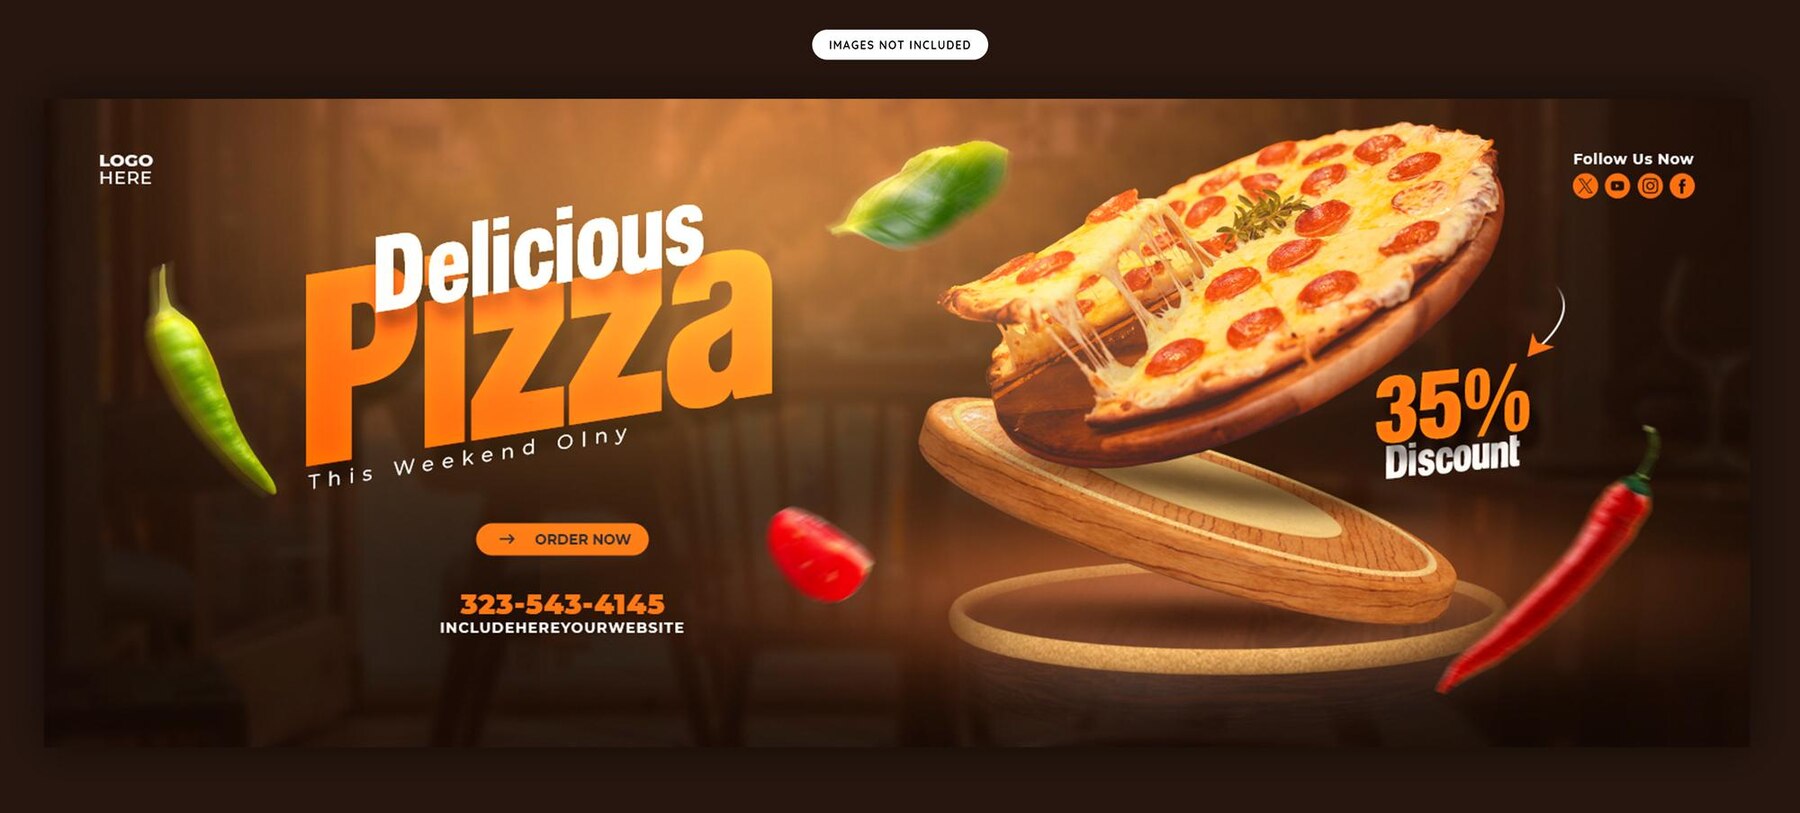 IMAGES NOT INCLUDED
LOGO
HERE
Follow Us Now
Delicious
Pizza
This Weekend Olny
35%
Discount
ORDER NOW
323-543-4145
INCLUDEHEREYOURWEBSITE